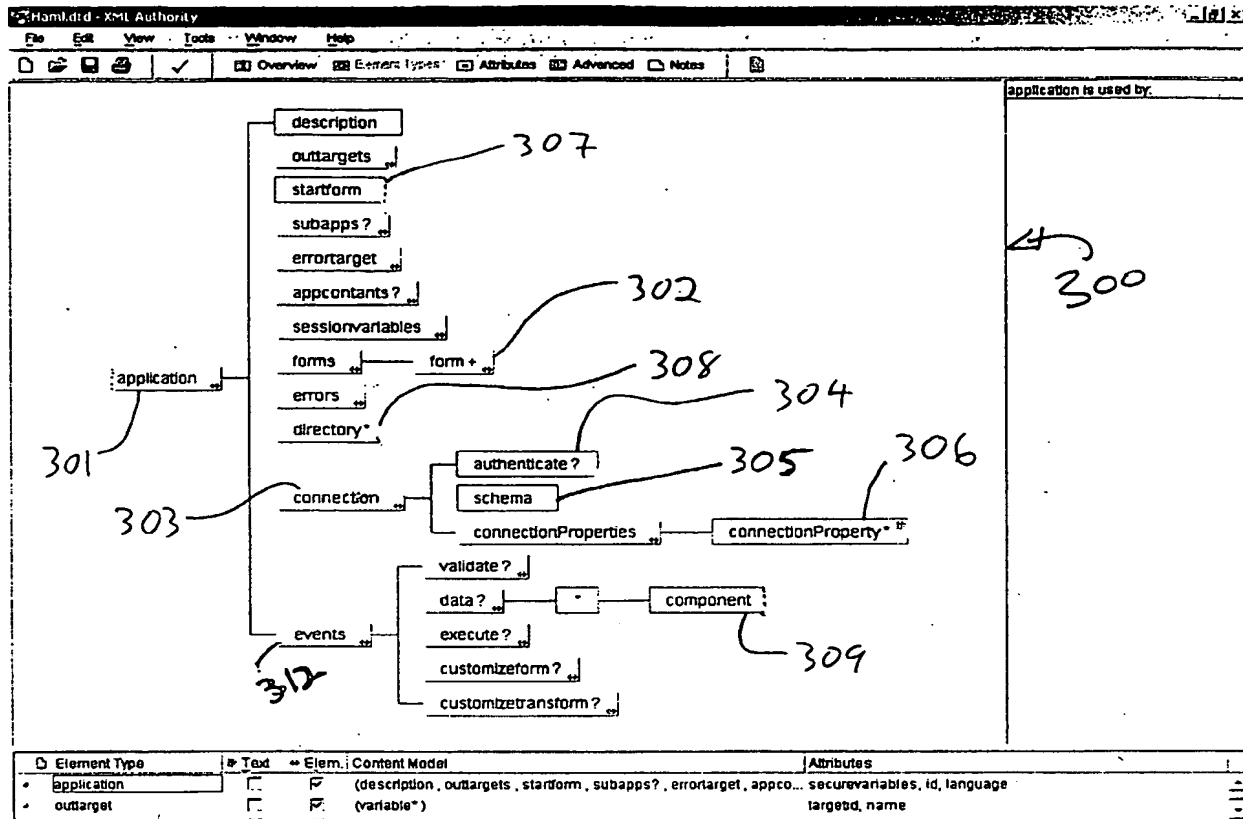 Haml.dtd - XML Authority
File Edit View Tools Window Help
Overview Element Types Attributes Advanced Notes
application is used by:
description
outtargets
307
startform
subapps?
errortarget
300
appcontants?
302
sessionvariables
forms form +
308
application
errors
304
directory*
301
authenticate?
305
306
connection
schema
303
connectionProperties connectionProperty*
validate?
data? * component
events
execute?
309
312
customizeform?
customizetransform?
Element Type Text Elem. Content Model Attributes
application (description, outtargets, startform, subapps?, errortarget, appco... securevariables, id, language
outtarget (variable*) targetid, name